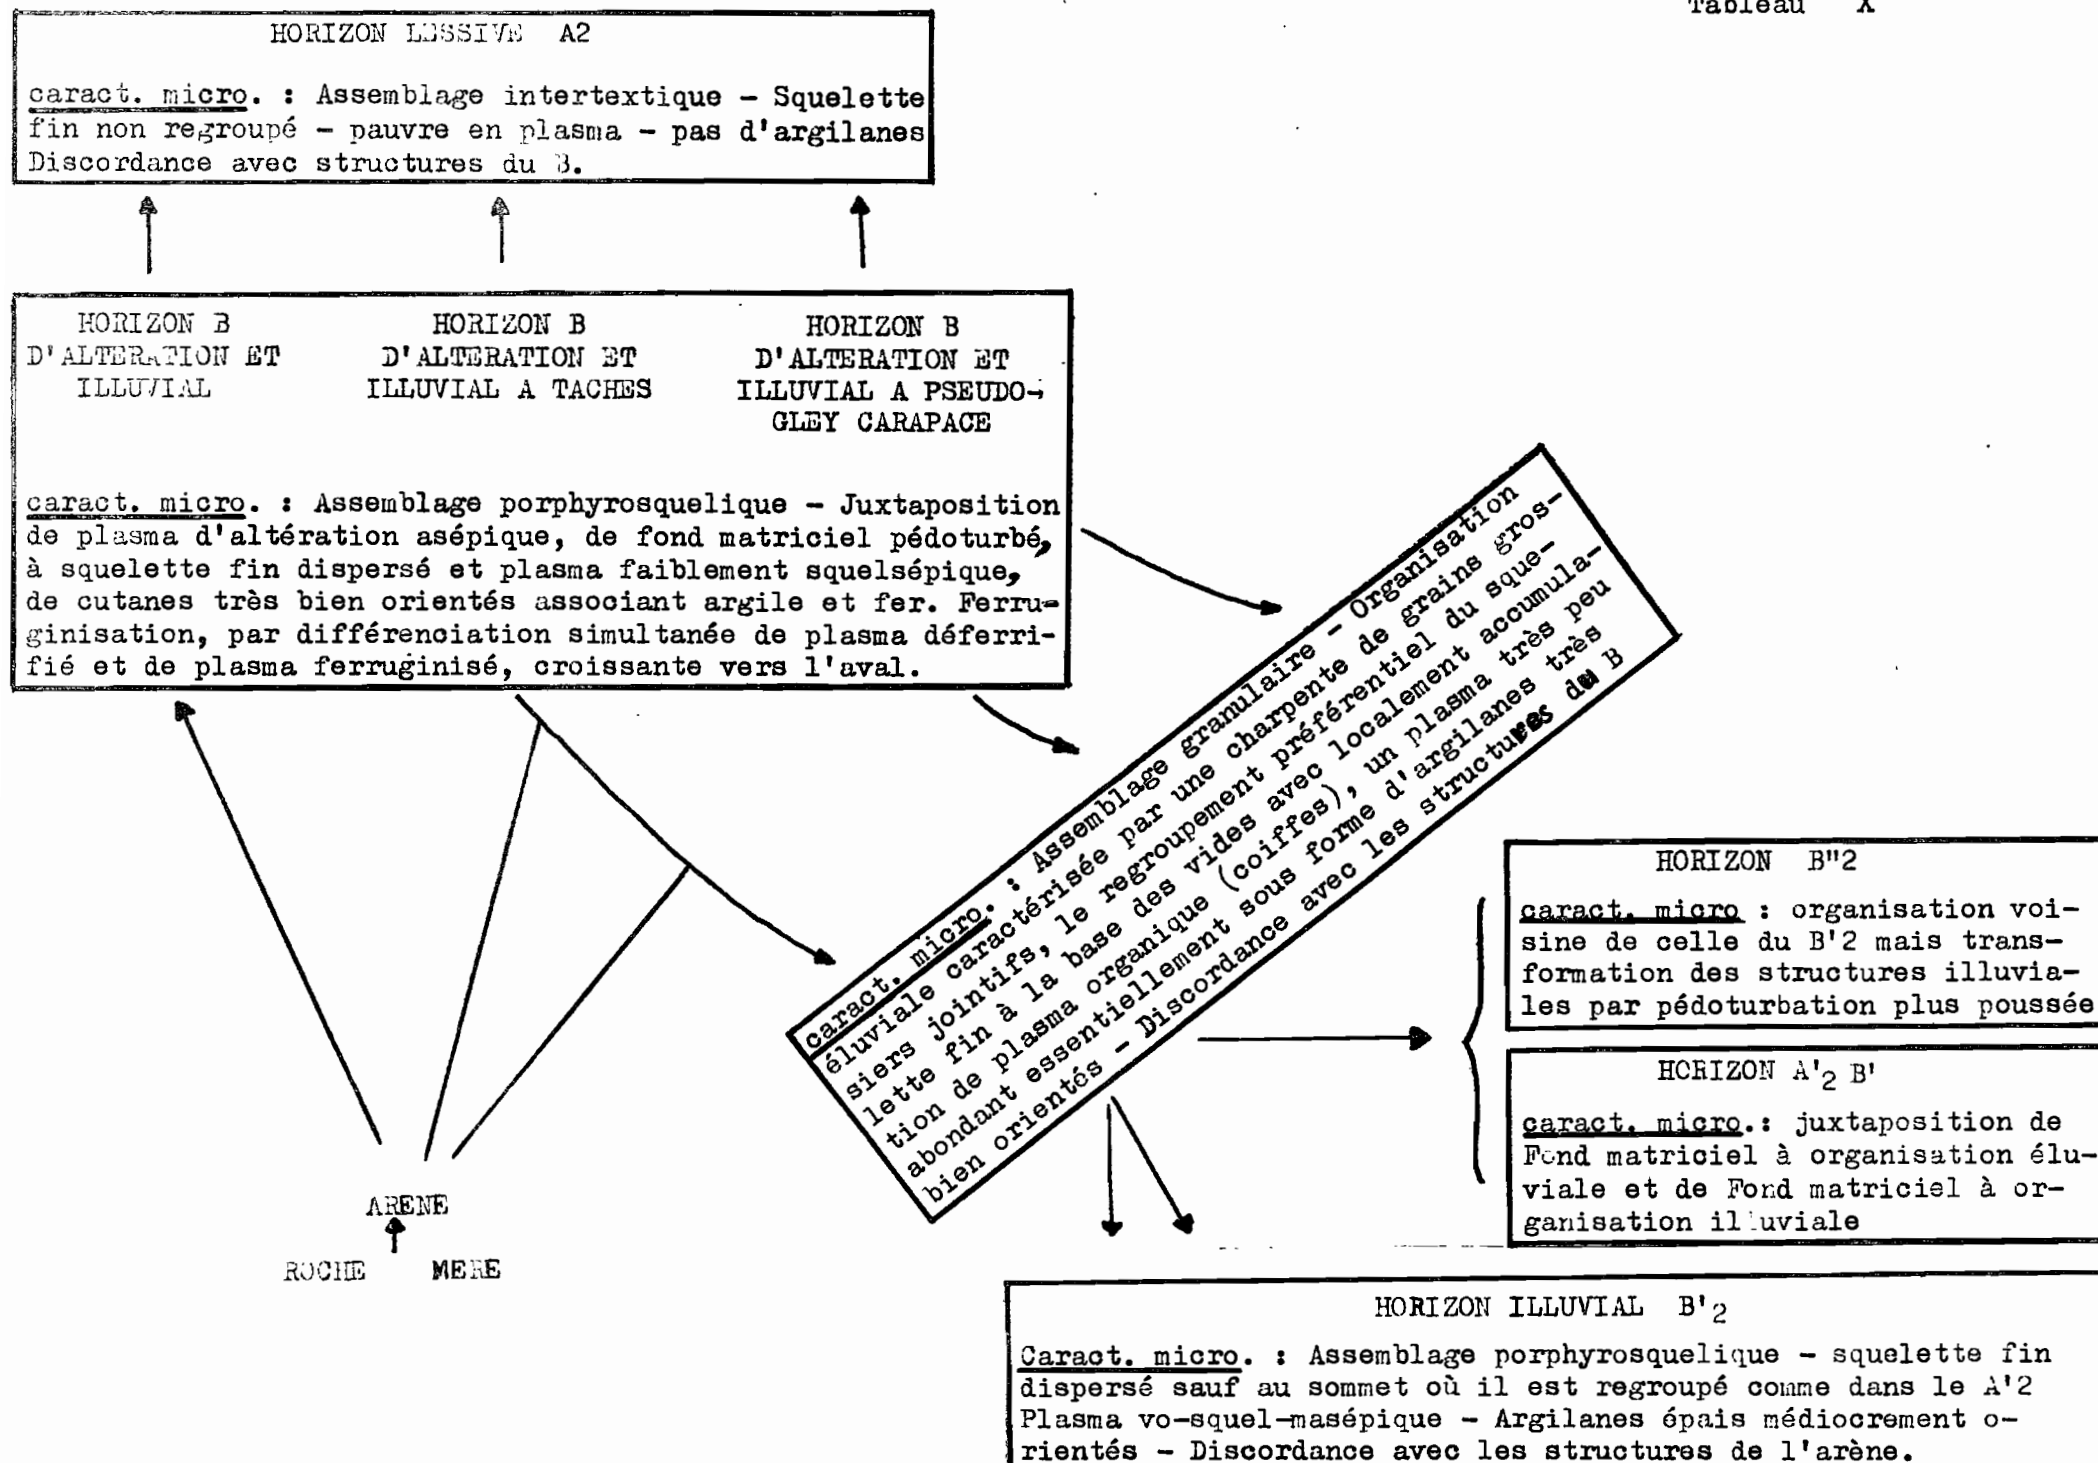 Tableau X
HORIZON LESSIVE A2
caract. micro. : Assemblage intertextique – Squelette
fin non regroupé – pauvre en plasma – pas d'argilanes
Discordance avec structures du B.
HORIZON B
D'ALTERATION ET
ILLUVIAL
HORIZON B
D'ALTERATION ET
ILLUVIAL A TACHES
HORIZON B
D'ALTERATION ET
ILLUVIAL A PSEUDO-
GLEY CARAPACE
caract. micro. : Assemblage porphyrosquelique – Juxtaposition
de plasma d'altération asépique, de fond matriciel pédoturbé,
à squelette fin dispersé et plasma faiblement squelsépique,
de cutanes très bien orientés associant argile et fer. Ferru-
ginisation, par différenciation simultanée de plasma déferri-
fié et de plasma ferruginisé, croissante vers l'aval.
caract. micro. : Assemblage granulaire – Organisation
éluviale caractérisée par une charpente de grains gros-
siers jointifs, le regroupement préférentiel du sque-
lette fin à la base des vides avec localement accumula-
tion de plasma organique (coiffes), un plasma très peu
abondant essentiellement sous forme d'argilanes très
bien orientés – Discordance avec les structures du B
ARENE
ROCHE MERE
HORIZON B"2
caract. micro : organisation voi-
sine de celle du B'2 mais trans-
formation des structures illuvia-
les par pédoturbation plus poussée
HORIZON A'2 B'
caract. micro.: juxtaposition de
Fond matriciel à organisation élu-
viale et de Fond matriciel à or-
ganisation illuviale
HORIZON ILLUVIAL B'2
Caract. micro. : Assemblage porphyrosquelique – squelette fin
dispersé sauf au sommet où il est regroupé comme dans le A'2
Plasma vo-squel-masépique – Argilanes épais médiocrement o-
rientés – Discordance avec les structures de l'arène.